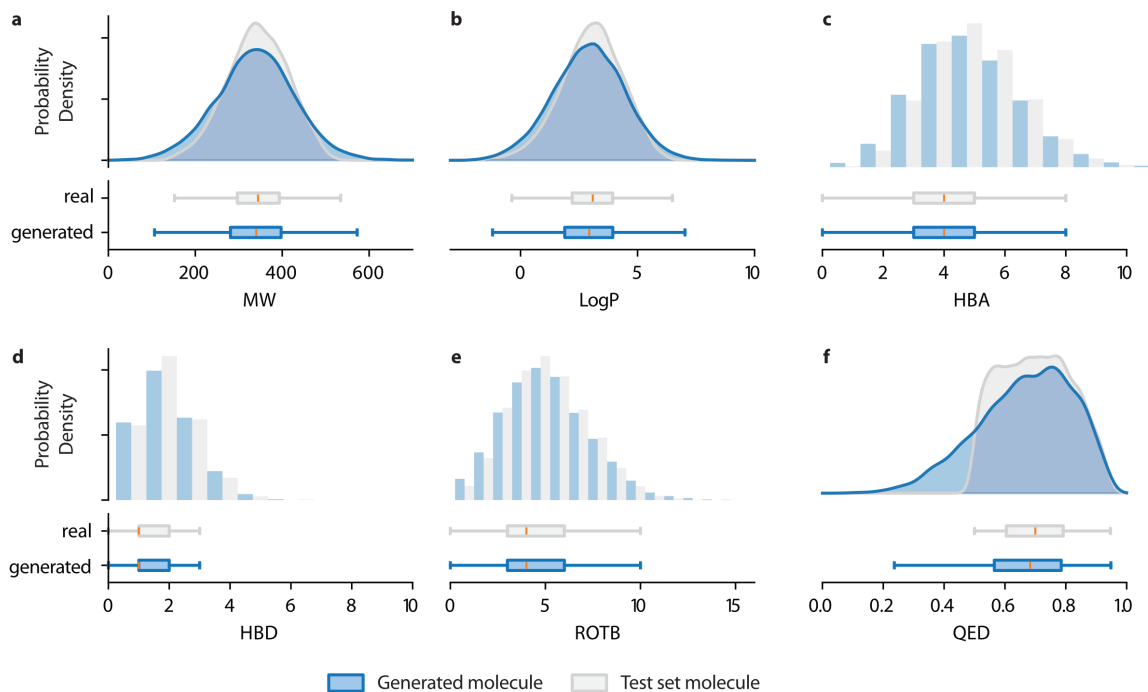 a
b
c
Probability
Density
real
generated
0 200 400 600
MW
0 5 10
LogP
0 2 4 6 8 10
HBA
d
e
f
Probability
Density
real
generated
0 2 4 6 8 10
HBD
0 5 10 15
ROTB
0.0 0.2 0.4 0.6 0.8 1.0
QED
Generated molecule Test set molecule